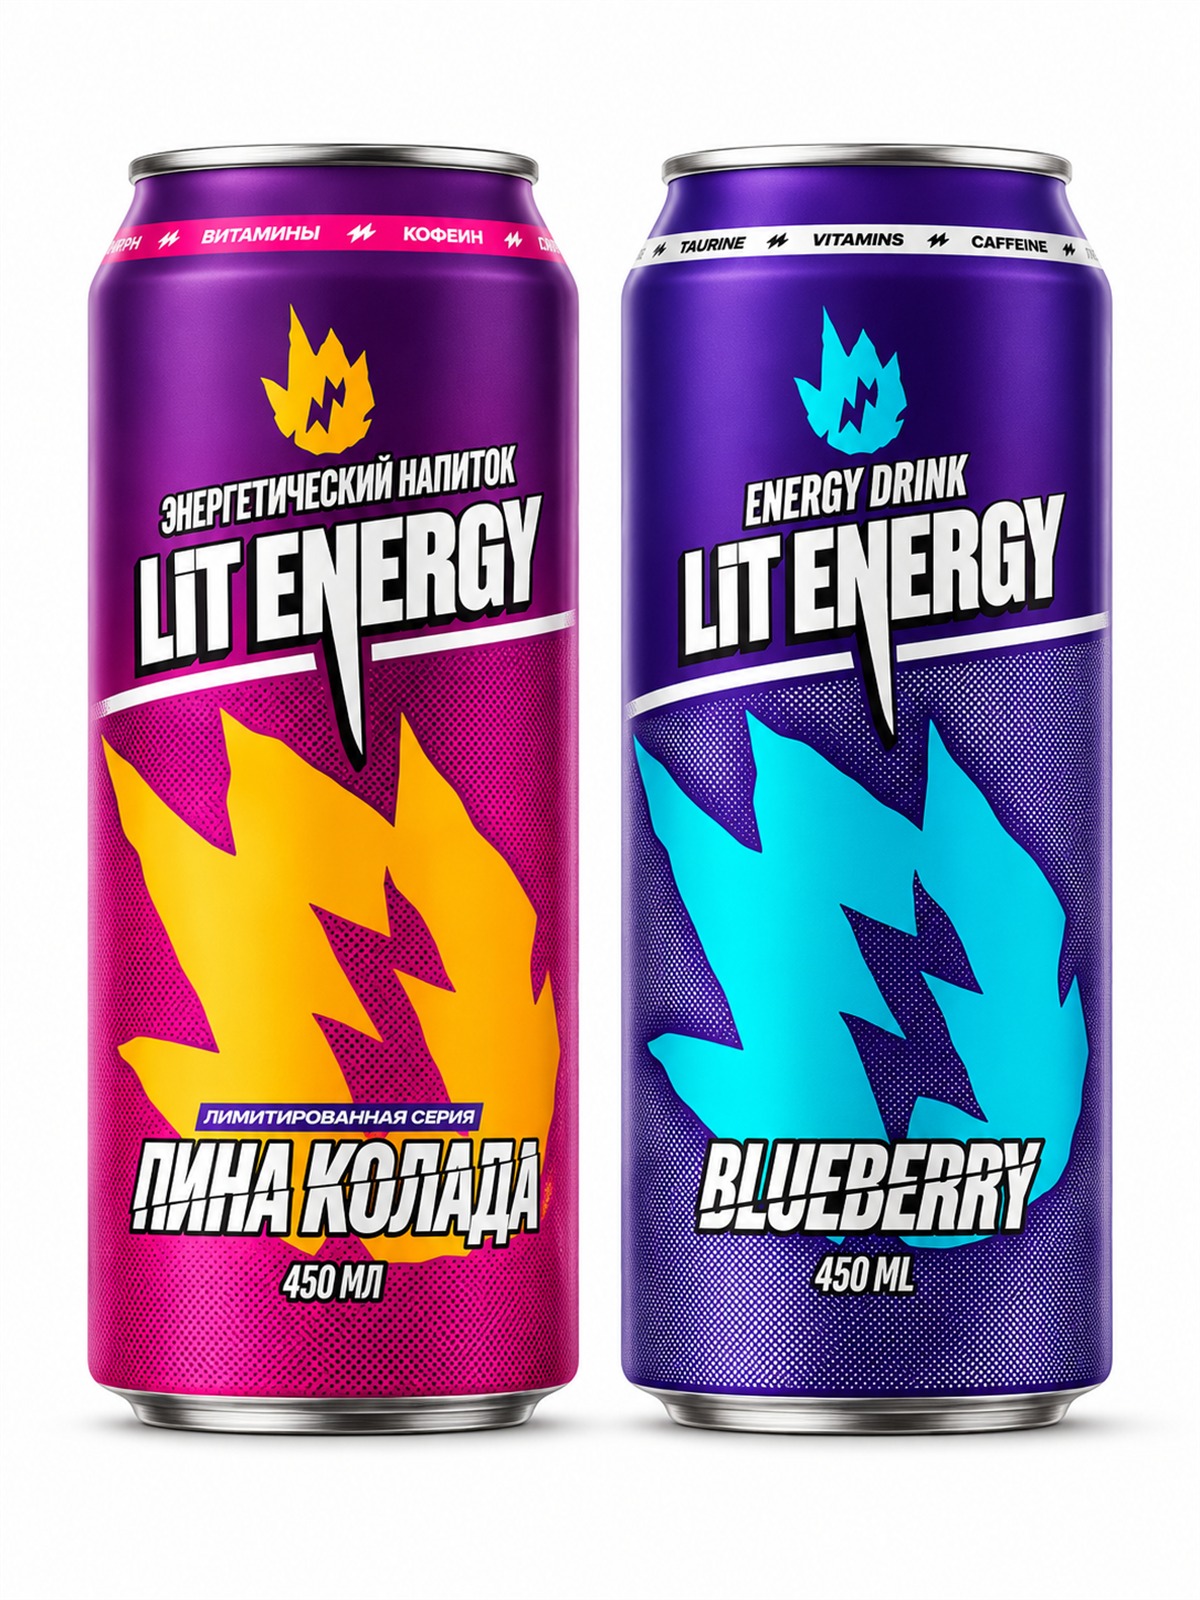 ВИТАМИНЫ КОФЕИН
ЭНЕРГЕТИЧЕСКИЙ НАПИТОК
LIT ENERGY
ЛИМИТИРОВАННАЯ СЕРИЯ
ПИНА КОЛАДА
450 МЛ
TAURINE VITAMINS CAFFEINE
ENERGY DRINK
LIT ENERGY
BLUEBERRY
450 ML